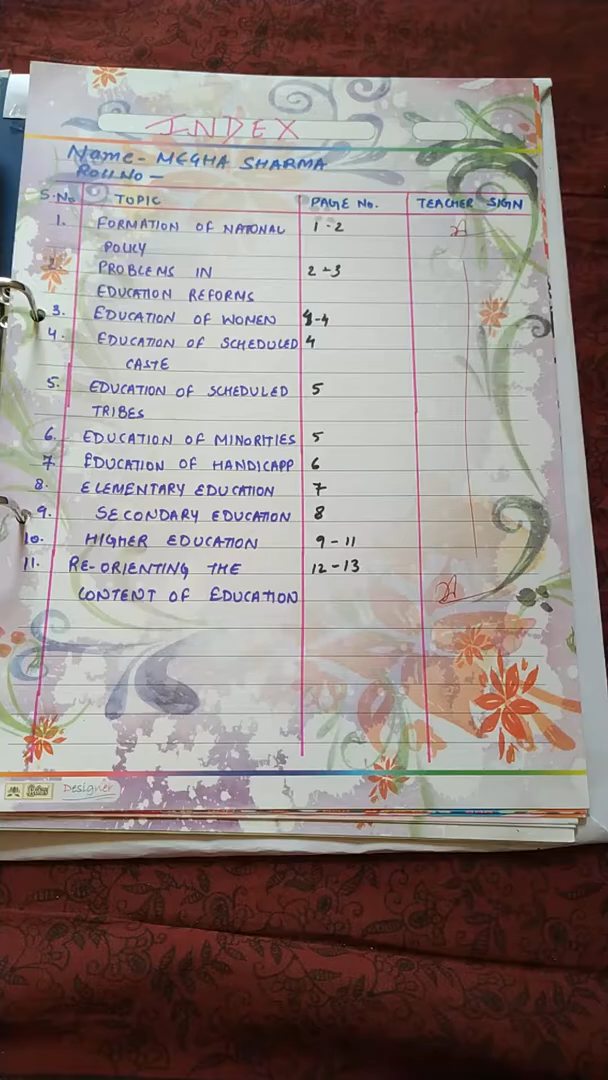 INDEX
Name- MEGHA SHARMA
Roll No -
S.No TOPIC PAGE No. TEACHER SIGN
1. FORMATION OF NATONAL 1-2
POLICY
2. PROBLEMS IN 2-3
EDUCATION REFORMS
3. EDUCATION OF WOMEN -4
4. EDUCATION OF SCHEDULED 4
CASTE
5. EDUCATION OF SCHEDULED 5
TRIBES
6. EDUCATION OF MINORITIES 5
7. EDUCATION OF HANDICAPP 6
8. ELEMENTARY EDUCATION 7
9. SECONDARY EDUCATION 8
10. HIGHER EDUCATION 9-11
11. RE-ORIENTING THE 12-13
CONTENT OF EDUCATION
Designer